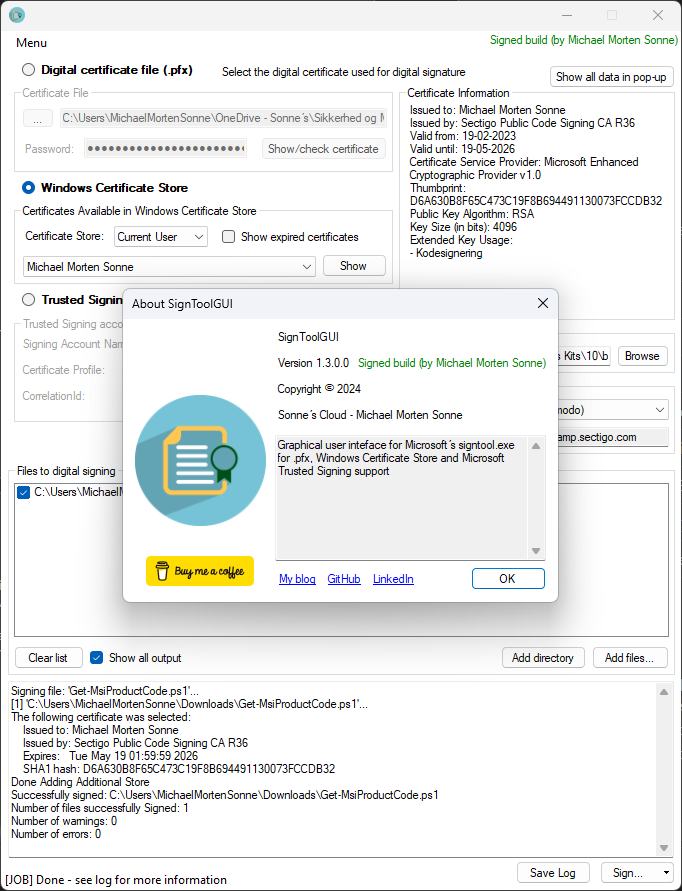 Menu
Signed build (by Michael Morten Sonne)
Digital certificate file (.pfx)
Select the digital certificate used for digital signature
Show all data in pop-up
Certificate File
...
C:\Users\MichaelMortenSonne\OneDrive - Sonne´s\Sikkerhed og
Password:
Show/check certificate
Certificate Information
Issued to: Michael Morten Sonne
Issued by: Sectigo Public Code Signing CA R36
Valid from: 19-02-2023
Valid until: 19-05-2026
Certificate Service Provider: Microsoft Enhanced
Cryptographic Provider v1.0
Thumbprint:
D6A630B8F65C473C19F8B694491130073FCCDB32
Public Key Algorithm: RSA
Key Size (in bits): 4096
Extended Key Usage:
- Kodesignering
Windows Certificate Store
Certificates Available in Windows Certificate Store
Certificate Store:
Current User
Show expired certificates
Michael Morten Sonne
Show
Trusted
Trusted Signing
Signing Account
Certificate Profile:
CorrelationId:
Kits\10\b
Browse
amp.sectigo.com
About SignToolGUI
SignToolGUI
Version 1.3.0.0
Signed build (by Michael Morten Sonne)
Copyright © 2024
Sonne´s Cloud - Michael Morten Sonne
Graphical user inteface for Microsoft´s signtool.exe
for .pfx, Windows Certificate Store and Microsoft
Trusted Signing support
Buy me a coffee
My blog
GitHub
LinkedIn
OK
Files to digital signing
C:\Users\Michael
Clear list
Show all output
Add directory
Add files...
Signing file: 'Get-MsiProductCode.ps1'...
[1] 'C:\Users\MichaelMortenSonne\Downloads\Get-MsiProductCode.ps1'...
The following certificate was selected:
Issued to: Michael Morten Sonne
Issued by: Sectigo Public Code Signing CA R36
Expires: Tue May 19 01:59:59 2026
SHA1 hash: D6A630B8F65C473C19F8B694491130073FCCDB32
Done Adding Additional Store
Successfully signed: C:\Users\MichaelMortenSonne\Downloads\Get-MsiProductCode.ps1
Number of files successfully Signed: 1
Number of warnings: 0
Number of errors: 0
[JOB] Done - see log for more information
Save Log
Sign...